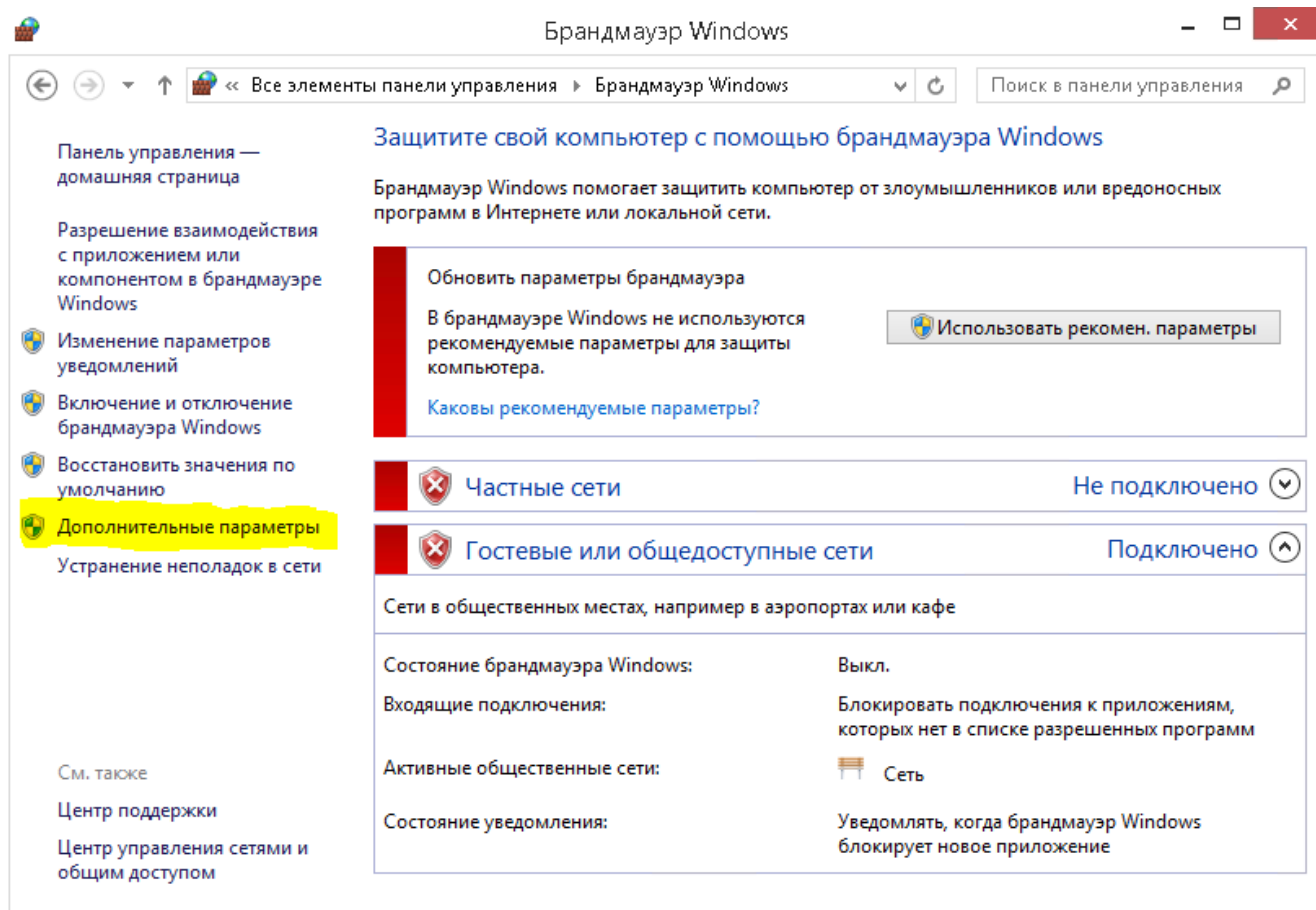 Брандмауэр Windows
« Все элементы панели управления Брандмауэр Windows
Поиск в панели управления
Панель управления —
домашняя страница
Разрешение взаимодействия
с приложением или
компонентом в брандмауэре
Windows
Изменение параметров
уведомлений
Включение и отключение
брандмауэра Windows
Восстановить значения по
умолчанию
Дополнительные параметры
Устранение неполадок в сети
См. также
Центр поддержки
Центр управления сетями и
общим доступом
Защитите свой компьютер с помощью брандмауэра Windows
Брандмауэр Windows помогает защитить компьютер от злоумышленников или вредоносных
программ в Интернете или локальной сети.
Обновить параметры брандмауэра
В брандмауэре Windows не используются
рекомендуемые параметры для защиты
компьютера.
Использовать рекомен. параметры
Каковы рекомендуемые параметры?
Частные сети Не подключено
Гостевые или общедоступные сети Подключено
Сети в общественных местах, например в аэропортах или кафе
Состояние брандмауэра Windows: Выкл.
Входящие подключения: Блокировать подключения к приложениям,
которых нет в списке разрешенных программ
Активные общественные сети: Сеть
Состояние уведомления: Уведомлять, когда брандмауэр Windows
блокирует новое приложение